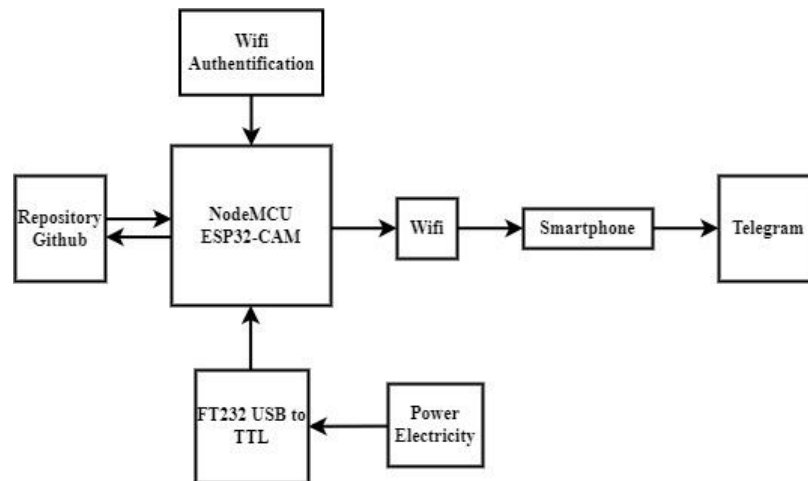 Wifi
Authentification
Repository
Github
NodeMCU
ESP32-CAM
Wifi
Smartphone
Telegram
FT232 USB to
TTL
Power
Electricity